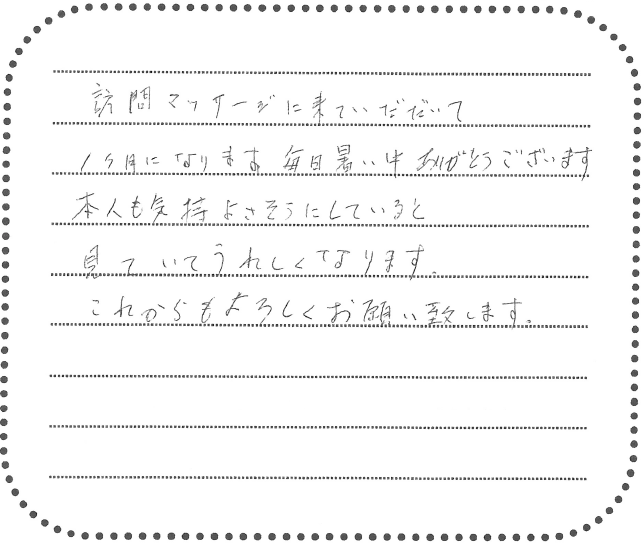 訪問マッサージに来ていただいて
1ヶ月になります。毎日暑い中ありがとうございます
本人も気持よさそうにしていると
見ていてうれしくなります。
これからもよろしくお願い致します。